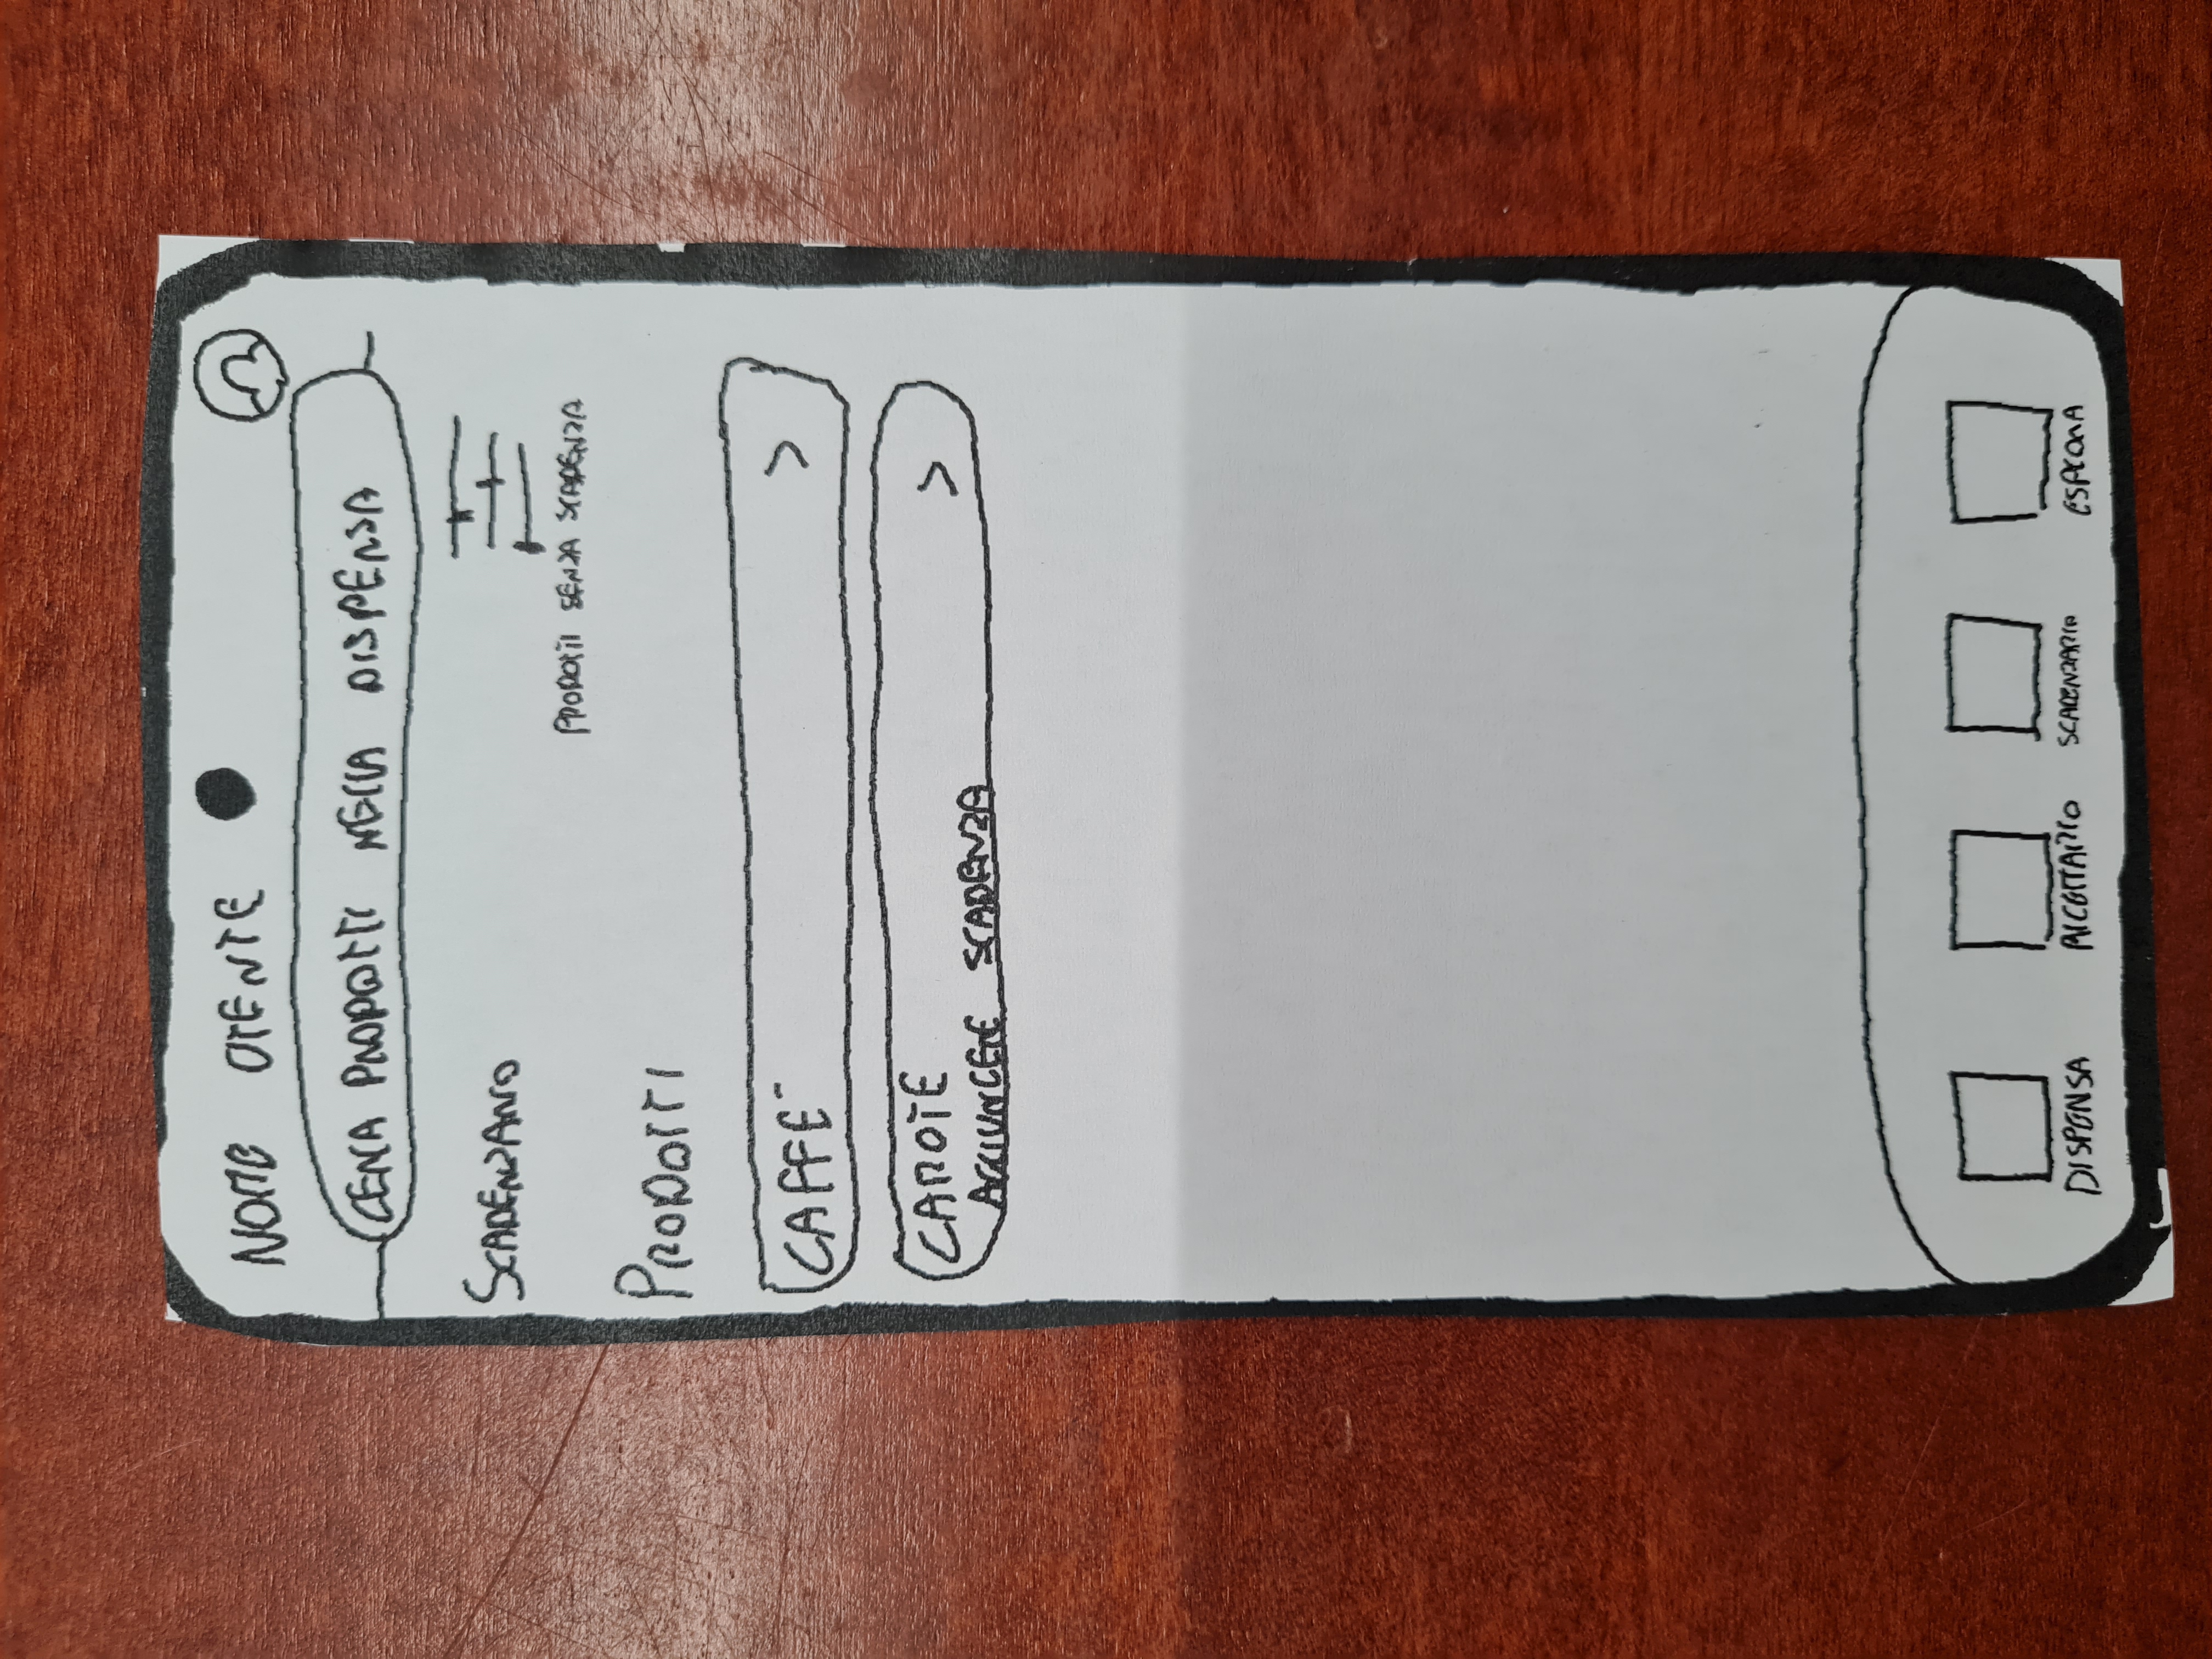 NOME UTENTE
CERCA PRODOTTI NELLA DISPENSA
SCADENZARIO
PRODOTTI SENZA SCADENZA
PRODOTTI
CAFFE'
>
CAROTE
>
AGGIUNGERE SCADENZA
DISPENSA RICETTARIO SCADENZARIO ESPLORA